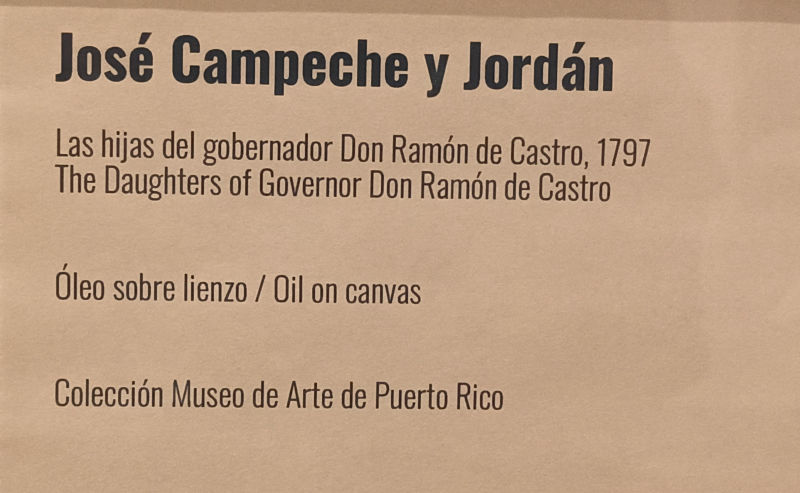 José Campeche y Jordán
Las hijas del gobernador Don Ramón de Castro, 1797
The Daughters of Governor Don Ramón de Castro
Óleo sobre lienzo / Oil on canvas
Colección Museo de Arte de Puerto Rico